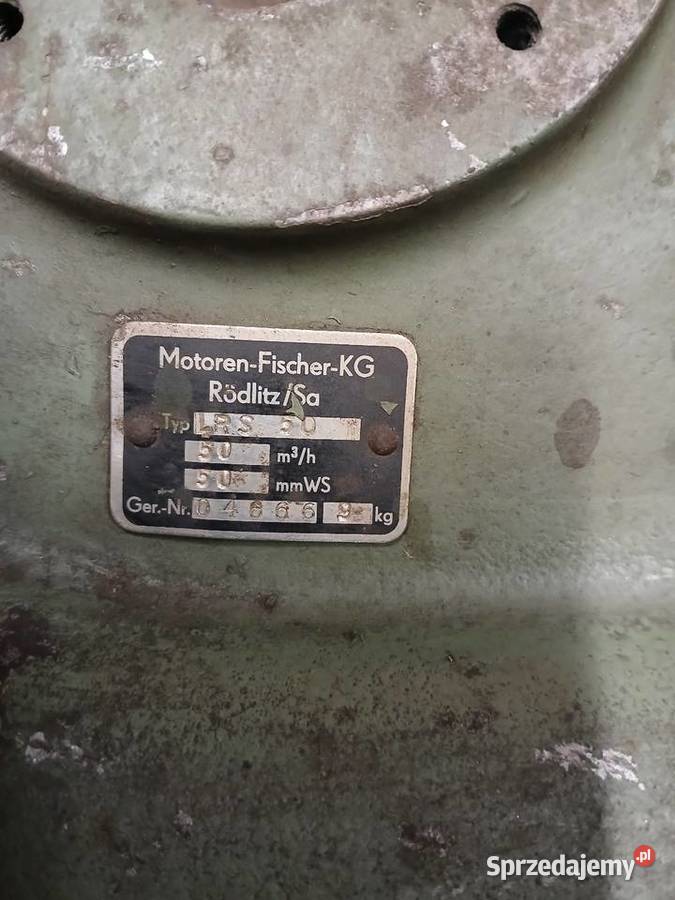 Motoren-Fischer-KG
Rödlitz/Sa
Typ LRS 50
50 m³/h
50 mmWS
Ger.-Nr. 04666 kg
Sprzedajemy.pl